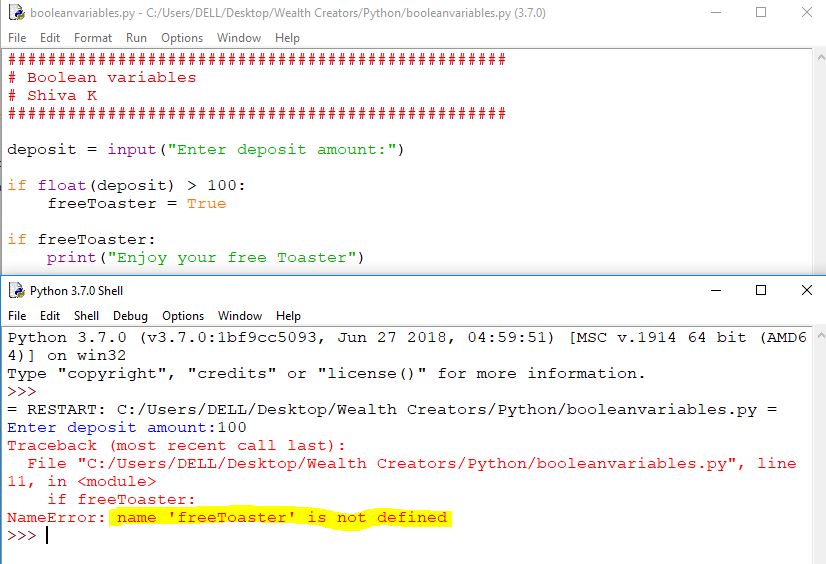 booleanvariables.py - C:/Users/DELL/Desktop/Wealth Creators/Python/booleanvariables.py (3.7.0)
File Edit Format Run Options Window Help
##################################################
# Boolean variables
# Shiva K
##################################################
deposit = input("Enter deposit amount:")
if float(deposit) > 100:
    freeToaster = True
if freeToaster:
    print("Enjoy your free Toaster")
Python 3.7.0 Shell
File Edit Shell Debug Options Window Help
Python 3.7.0 (v3.7.0:1bf9cc5093, Jun 27 2018, 04:59:51) [MSC v.1914 64 bit (AMD6
4)] on win32
Type "copyright", "credits" or "license()" for more information.
>>>
= RESTART: C:/Users/DELL/Desktop/Wealth Creators/Python/booleanvariables.py =
Enter deposit amount:100
Traceback (most recent call last):
  File "C:/Users/DELL/Desktop/Wealth Creators/Python/booleanvariables.py", line
11, in <module>
    if freeToaster:
NameError: name 'freeToaster' is not defined
>>>